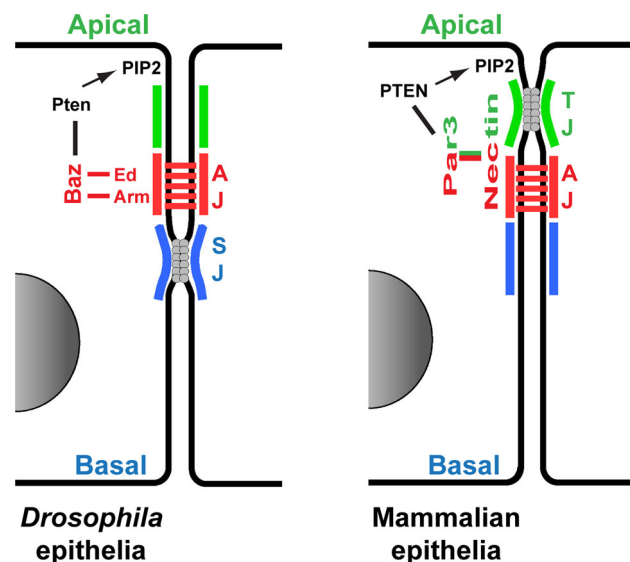 Apical
PIP2
Pten
Baz
Ed
Arm
A
J
S
J
Basal
Drosophila
epithelia
Apical
PIP2
PTEN
Par3
Nectin
T
J
A
J
Basal
Mammalian
epithelia